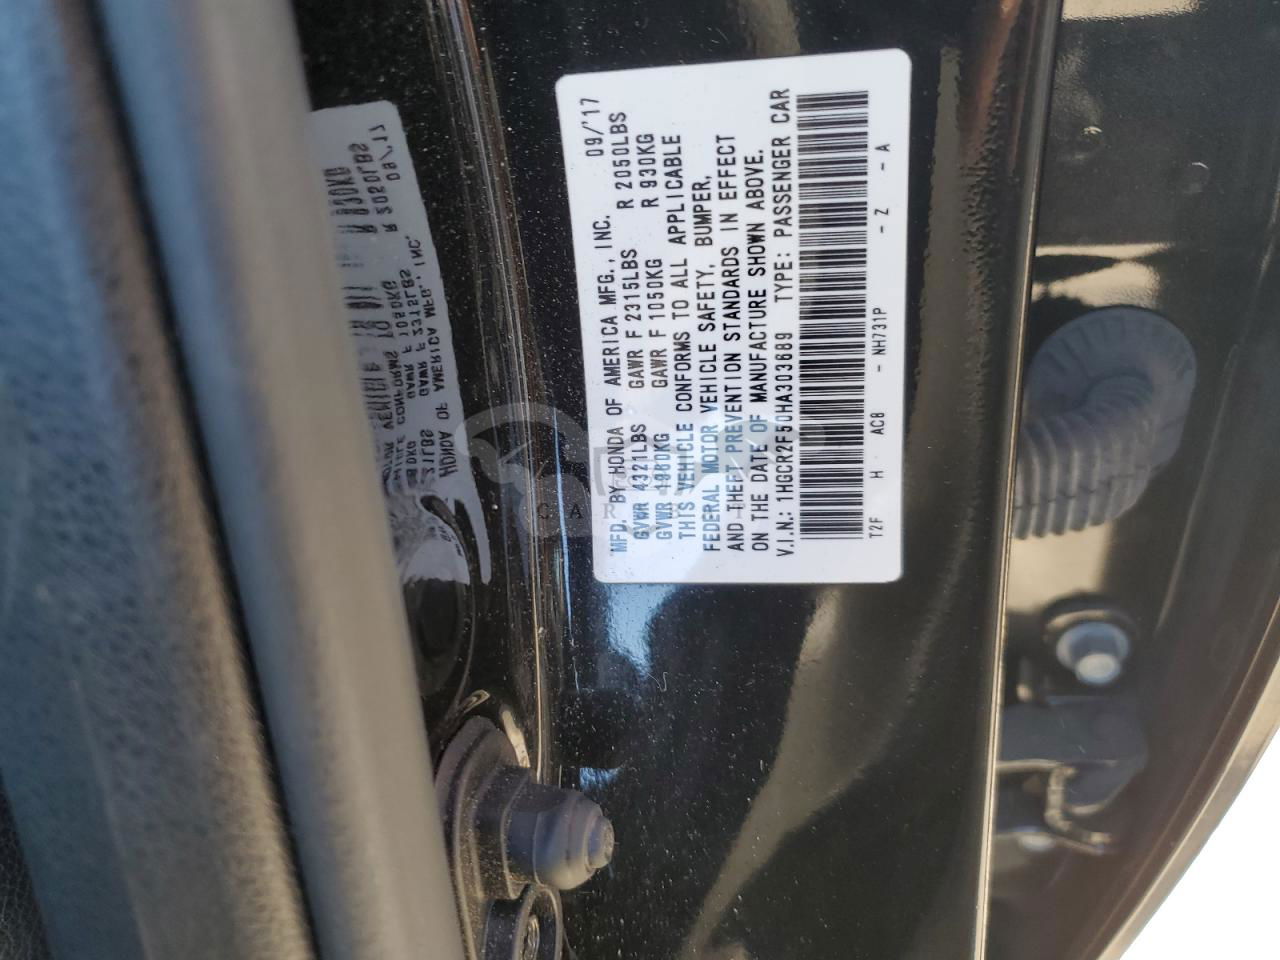 MFD. BY HONDA OF AMERICA MFG., INC. 09/'17
GVWR 4321LBS GAWR F 2315LBS R 2050LBS
GVWR 1960KG GAWR F 1050KG R 930KG
THIS VEHICLE CONFORMS TO ALL APPLICABLE
FEDERAL MOTOR VEHICLE SAFETY, BUMPER,
AND THEFT PREVENTION STANDARDS IN EFFECT
ON THE DATE OF MANUFACTURE SHOWN ABOVE.
V.I.N.: 1HGCR2F50HA303689 TYPE: PASSENGER CAR
T2F H AC8 - NH731P - Z - A